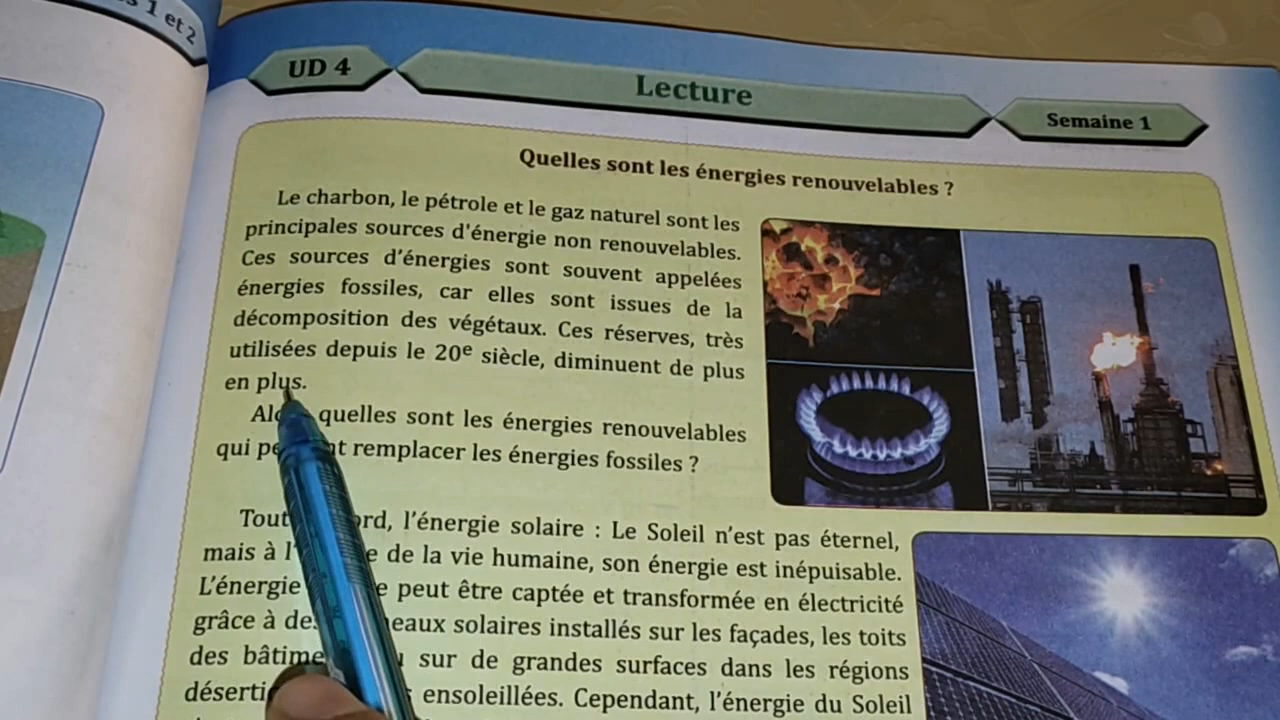 s 1 et 2
UD 4
Lecture
Semaine 1
Quelles sont les énergies renouvelables ?
Le charbon, le pétrole et le gaz naturel sont les
principales sources d'énergie non renouvelables.
Ces sources d'énergies sont souvent appelées
énergies fossiles, car elles sont issues de la
décomposition des végétaux. Ces réserves, très
utilisées depuis le 20e siècle, diminuent de plus
en plus.
quelles sont les énergies renouvelables
qui remplacer les énergies fossiles ?
Tout l'énergie solaire : Le Soleil n'est pas éternel,
mais à de la vie humaine, son énergie est inépuisable.
L'énergie peut être captée et transformée en électricité
grâce à solaires installés sur les façades, les toits
des sur de grandes surfaces dans les régions
ensoleillées. Cependant, l'énergie du Soleil